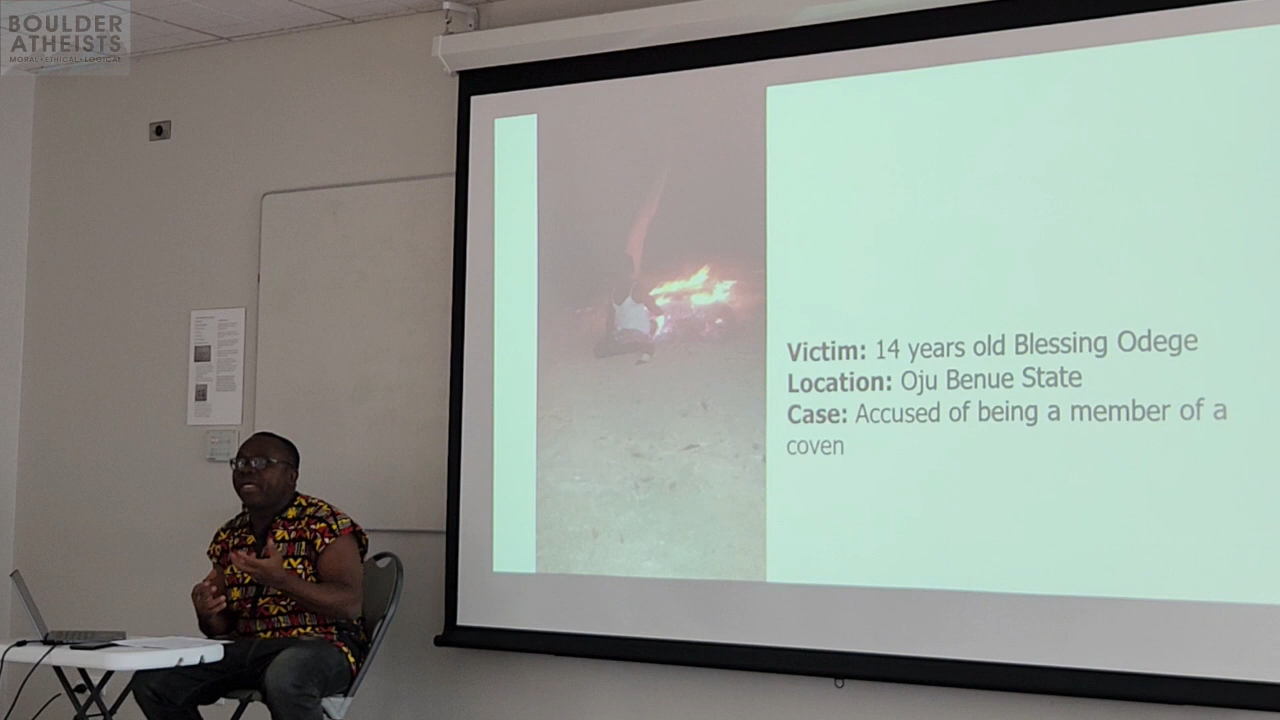 BOULDER
ATHEISTS
MORAL•ETHICAL•LOGICAL
Victim: 14 years old Blessing Odege
Location: Oju Benue State
Case: Accused of being a member of a
coven